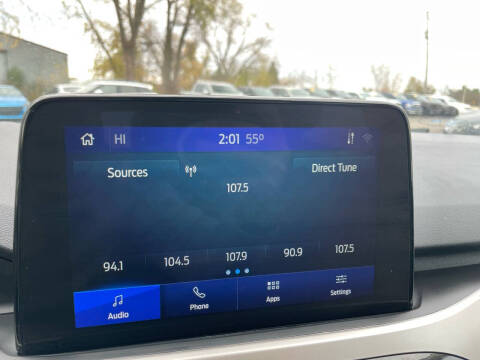 HI 2:01 55°
Sources Direct Tune
107.5
94.1 104.5 107.9 90.9 107.5
Audio Phone Apps Settings